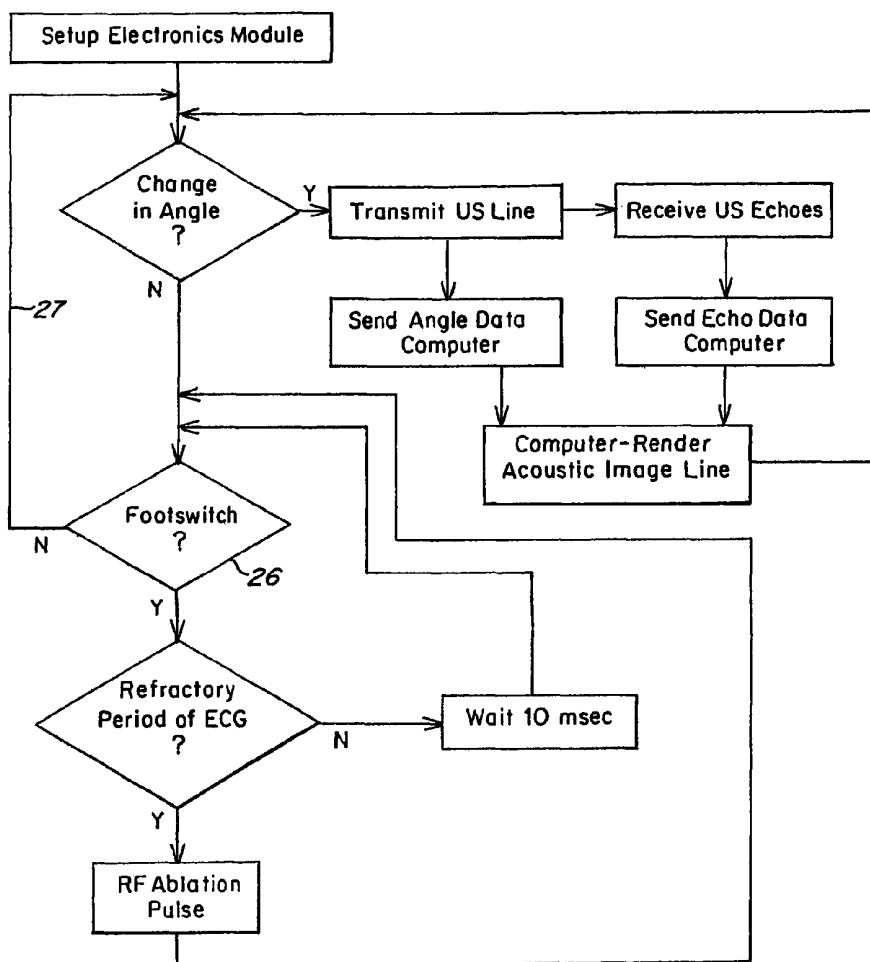 Setup Electronics Module
Change
in Angle
?
Y
N
Transmit US Line
Receive US Echoes
27
Send Angle Data
Computer
Send Echo Data
Computer
Computer-Render
Acoustic Image Line
Footswitch
?
N
26
Y
Refractory
Period of ECG
?
N
Wait 10 msec
Y
RF Ablation
Pulse